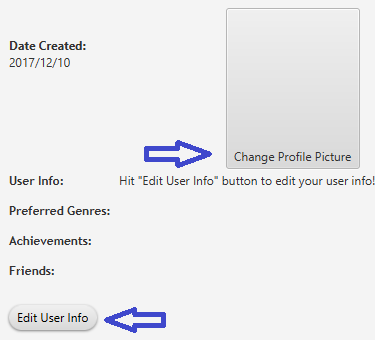 Date Created:
2017/12/10
Change Profile Picture
User Info: Hit "Edit User Info" button to edit your user info!
Preferred Genres:
Achievements:
Friends:
Edit User Info